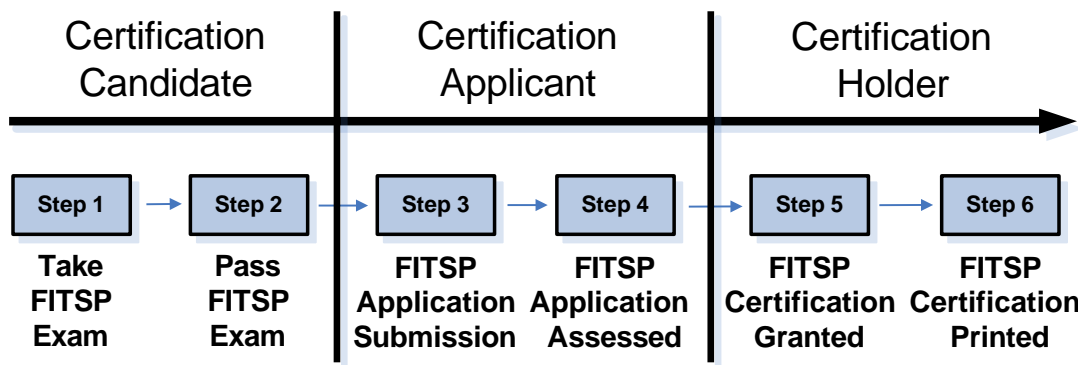 Certification
Candidate
Certification
Applicant
Certification
Holder
Step 1
Step 2
Step 3
Step 4
Step 5
Step 6
Take
FITSP
Exam
Pass
FITSP
Exam
FITSP
Application
Submission
FITSP
Application
Assessed
FITSP
Certification
Granted
FITSP
Certification
Printed